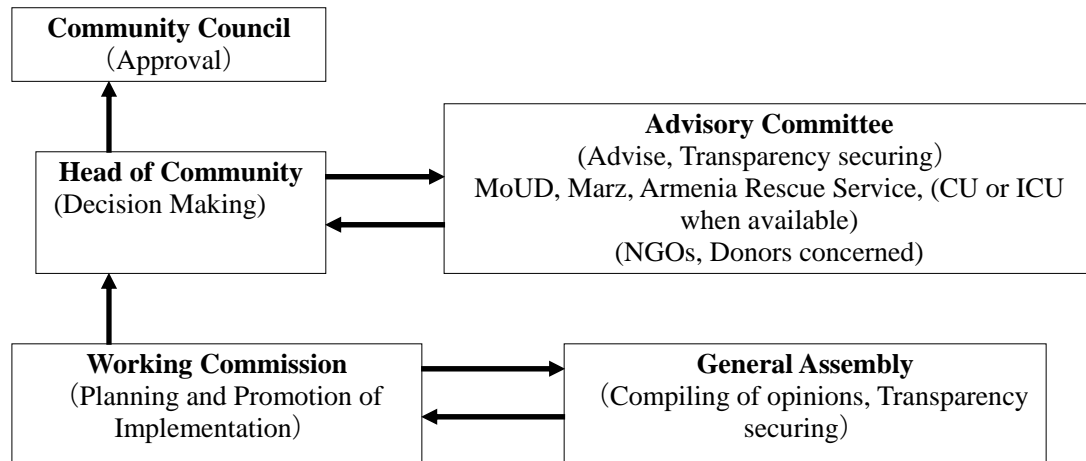 Community Council
（Approval）
Head of Community
(Decision Making)
Advisory Committee
(Advise, Transparency securing）
MoUD, Marz, Armenia Rescue Service, (CU or ICU
when available)
(NGOs, Donors concerned)
Working Commission
（Planning and Promotion of
Implementation）
General Assembly
（Compiling of opinions, Transparency
securing）